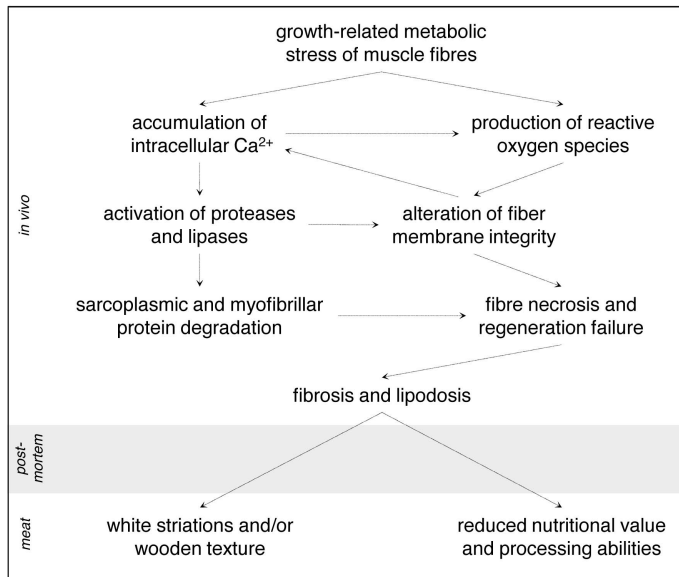 growth-related metabolic
stress of muscle fibres
accumulation of
intracellular Ca²⁺
production of reactive
oxygen species
in vivo
activation of proteases
and lipases
alteration of fiber
membrane integrity
sarcoplasmic and myofibrillar
protein degradation
fibre necrosis and
regeneration failure
fibrosis and lipodosis
post-
mortem
meat
white striations and/or
wooden texture
reduced nutritional value
and processing abilities